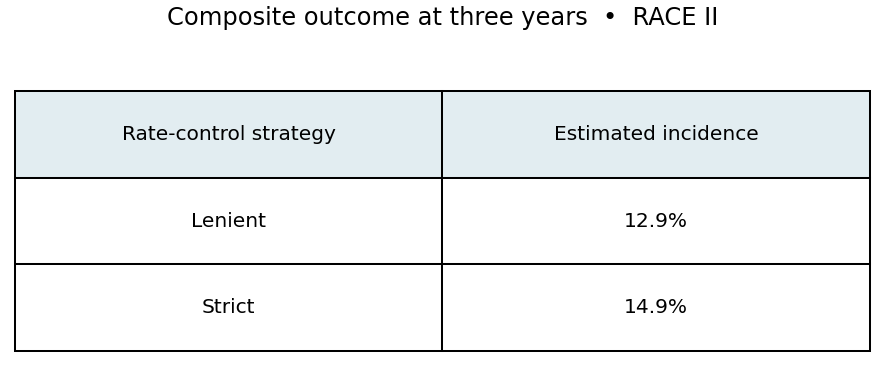 Composite outcome at three years • RACE II
Rate-control strategy Estimated incidence
Lenient 12.9%
Strict 14.9%